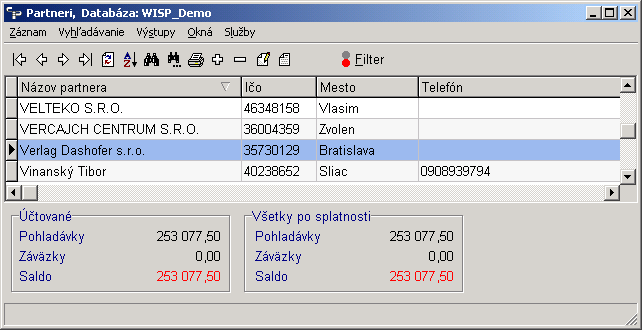 Partneri, Databáza: WISP_Demo
Záznam Vyhľadávanie Výstupy Okná Služby
Filter
Názov partnera Ičo Mesto Telefón
VELTEKO S.R.O. 46348158 Vlasim
VERCAJCH CENTRUM S.R.O. 36004359 Zvolen
Verlag Dashofer s.r.o. 35730129 Bratislava
Vinanský Tibor 40238652 Sliac 0908939794
Účtované Všetky po splatnosti
Pohladávky 253 077,50 Pohladávky 253 077,50
Záväzky 0,00 Záväzky 0,00
Saldo 253 077,50 Saldo 253 077,50